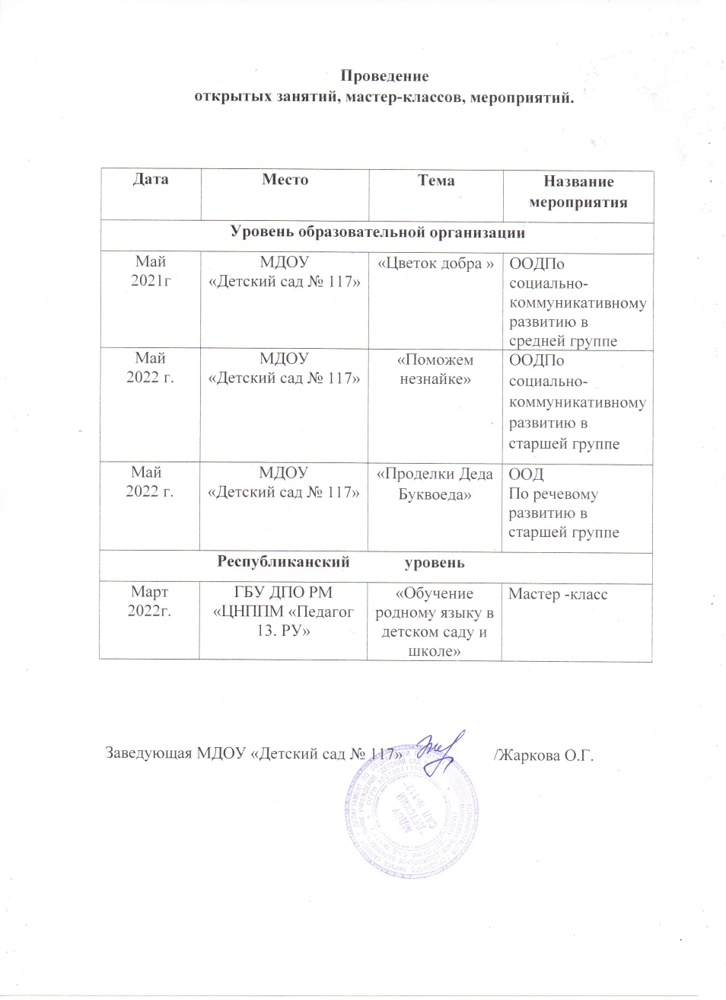 Проведение
открытых занятий, мастер-классов, мероприятий.
Дата
Место
Тема
Название
мероприятия
Уровень образовательной организации
Май
2021г
МДОУ
«Детский сад № 117»
«Цветок добра »
ООДПо
социально-
коммуникативному
развитию в
средней группе
Май
2022 г.
МДОУ
«Детский сад № 117»
«Поможем
незнайке»
ООДПо
социально-
коммуникативному
развитию в
старшей группе
Май
2022 г.
МДОУ
«Детский сад № 117»
«Проделки Деда
Буквоеда»
ООД
По речевому
развитию в
старшей группе
Республиканский уровень
Март
2022г.
ГБУ ДПО РМ
«ЦНППМ «Педагог
13. РУ»
«Обучение
родному языку в
детском саду и
школе»
Мастер -класс
Заведующая МДОУ «Детский сад № 117» /Жаркова О.Г.
МДОУ
"ДЕТСКИЙ
САД №117"